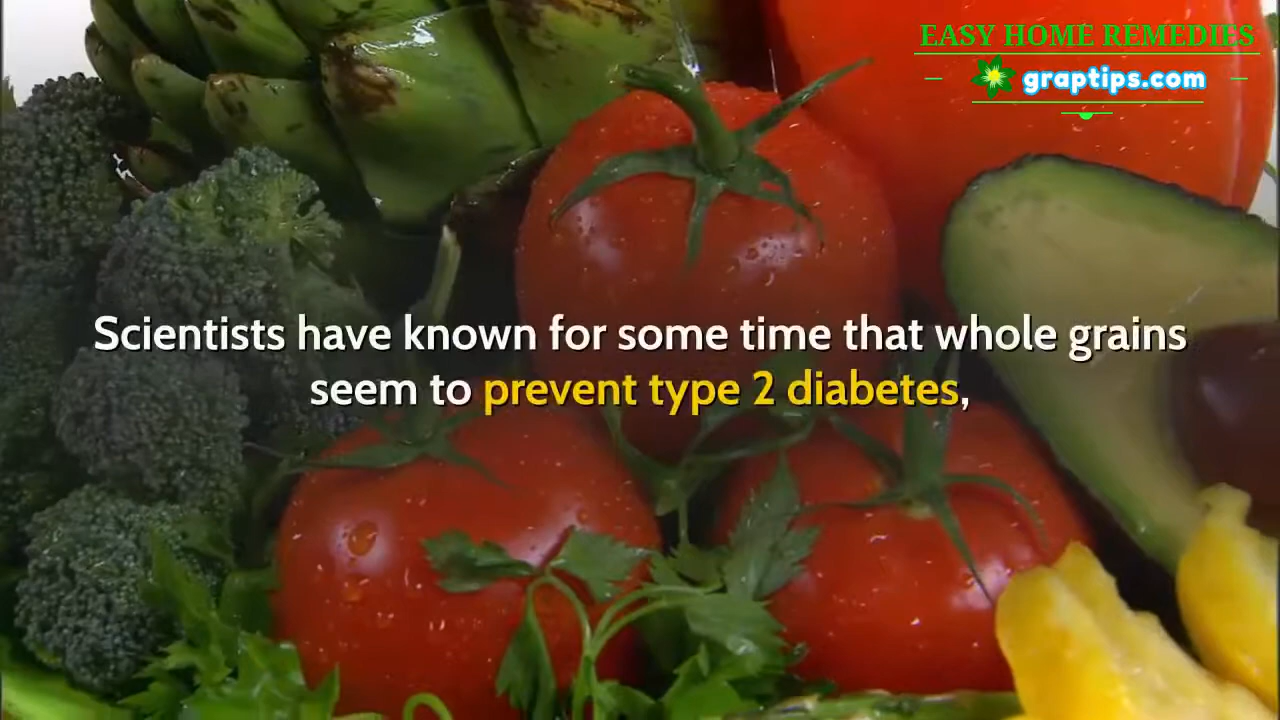 EASY HOME REMEDIES
graptips.com
Scientists have known for some time that whole grains
seem to prevent type 2 diabetes,